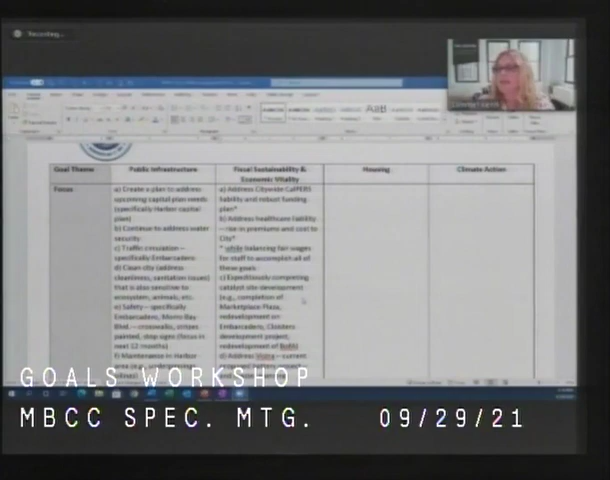 Recording...
Goal Theme
Public Infrastructure
Fiscal Sustainability &
Economic Vitality
Housing
Climate Action
Focus
a) Create a plan to address
upcoming capital plan needs
(specifically Harbor capital
plan)
b) Continue to address water
security
c) Traffic circulation –
specifically Embarcadero
d) Clean city (address
cleanliness, sanitation issues)
that is also sensitive to
ecosystem, animals, etc.
e) Safety – specifically
Embarcadero, Morro Bay
Blvd. – crosswalks, stripes
painted, stop signs (focus in
next 12 months)
f) Maintenance in Harbor
area
a) Address Citywide CalPERS
liability and robust funding
plan*
b) Address healthcare liability
– rise in premiums and cost to
City*
* while balancing fair wages
for staff to accomplish all of
these goals
c) Expeditiously completing
catalyst site development
(e.g., completion of
Marketplace Plaza,
redevelopment on
Embarcadero, Cloisters
development project,
redevelopment of
d) Address Vistra – current
GOALS WORKSHOP
MBCC SPEC. MTG. 09/29/21